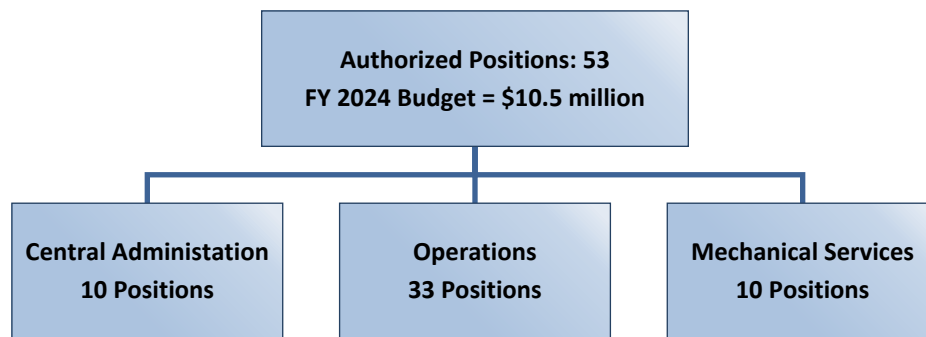 Authorized Positions: 53
FY 2024 Budget = $10.5 million
Central Administation
10 Positions
Operations
33 Positions
Mechanical Services
10 Positions